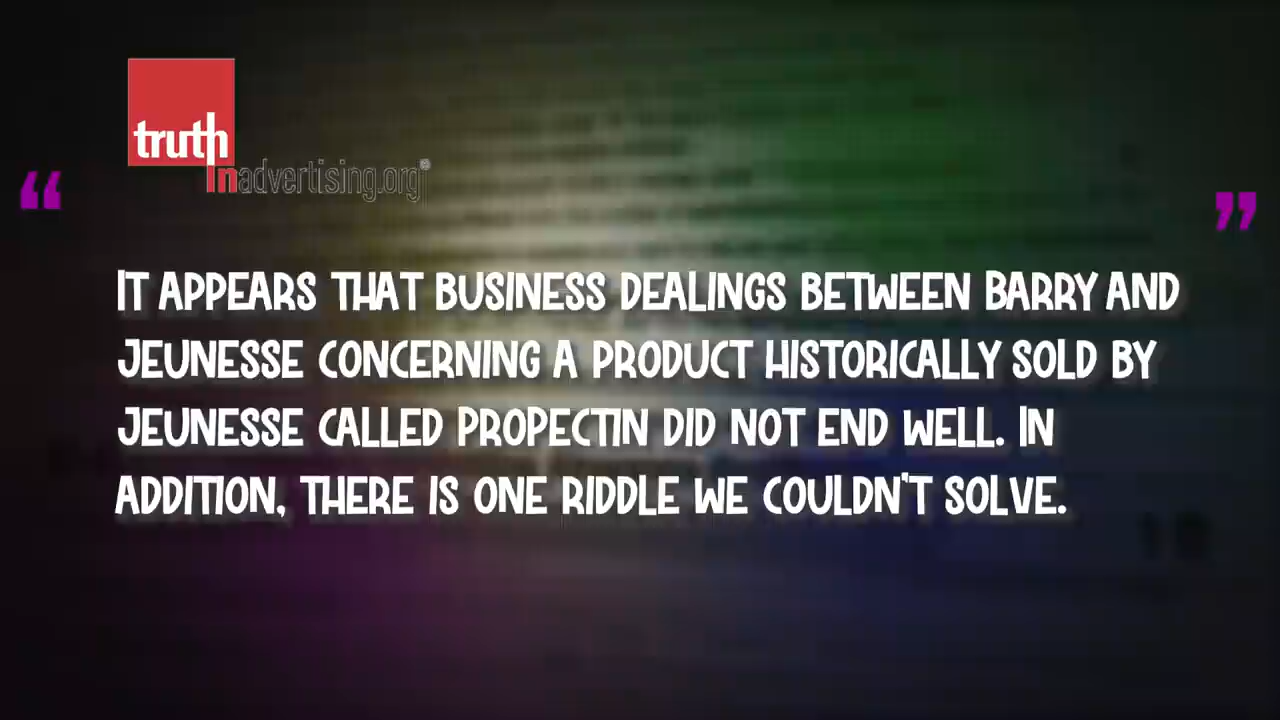 truth
inadvertising.org®
“ ”
IT APPEARS THAT BUSINESS DEALINGS BETWEEN BARRY AND
JEUNESSE CONCERNING A PRODUCT HISTORICALLY SOLD BY
JEUNESSE CALLED PROPECTIN DID NOT END WELL. IN
ADDITION, THERE IS ONE RIDDLE WE COULDN'T SOLVE.